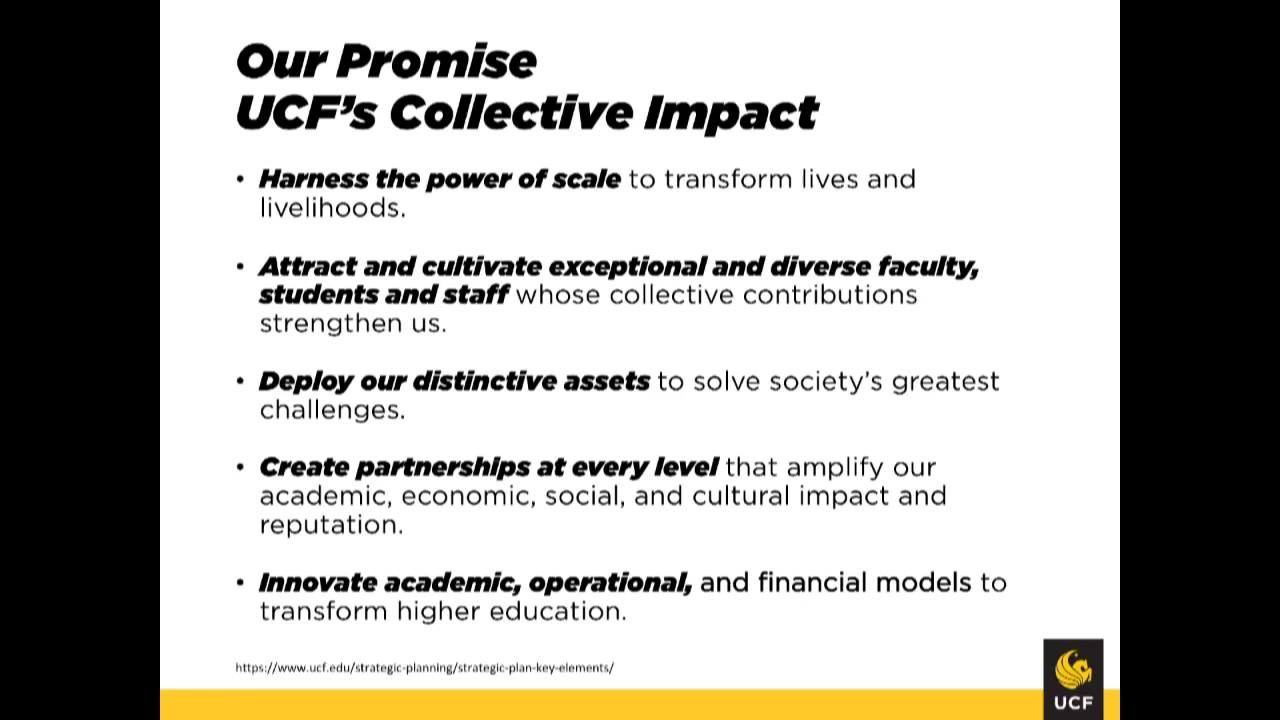 Our Promise
UCF's Collective Impact
• Harness the power of scale to transform lives and
livelihoods.
• Attract and cultivate exceptional and diverse faculty,
students and staff whose collective contributions
strengthen us.
• Deploy our distinctive assets to solve society's greatest
challenges.
• Create partnerships at every level that amplify our
academic, economic, social, and cultural impact and
reputation.
• Innovate academic, operational, and financial models to
transform higher education.
https://www.ucf.edu/strategic-planning/strategic-plan-key-elements/
UCF